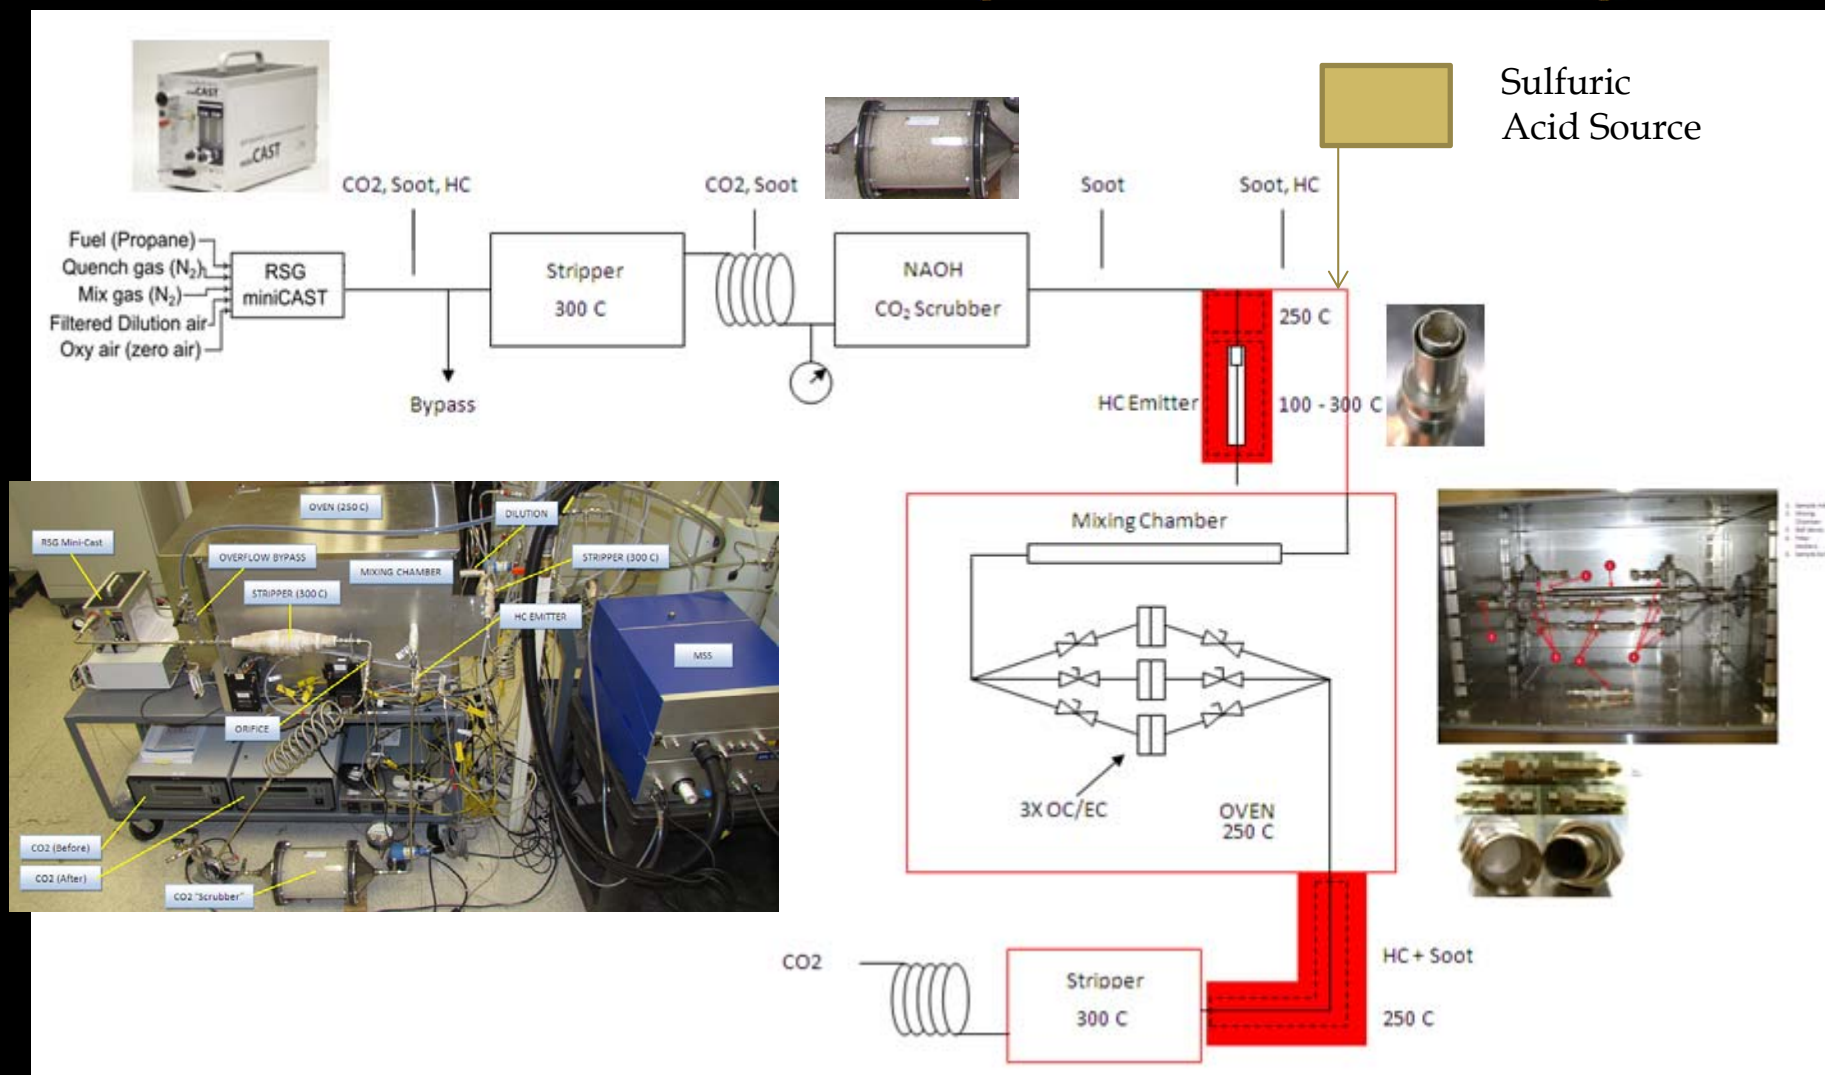 Sulfuric
Acid Source
CAST
miniCAST
CO2, Soot, HC
CO2, Soot
Soot
Soot, HC
Fuel (Propane)
Quench gas (N2)
Mix gas (N2)
Filtered Dilution air
Oxy air (zero air)
RSG
miniCAST
Bypass
Stripper
300 C
NAOH
CO2 Scrubber
250 C
HC Emitter
100 - 300 C
Mixing Chamber
3X OC/EC
OVEN
250 C
HC + Soot
250 C
CO2
Stripper
300 C
OVEN (250 C)
DILUTION
RSG Mini-Cast
OVERFLOW BYPASS
MIXING CHAMBER
STRIPPER (300 C)
STRIPPER (300 C)
HC EMITTER
MSS
ORIFICE
CO2 (Before)
CO2 (After)
CO2 "Scrubber"